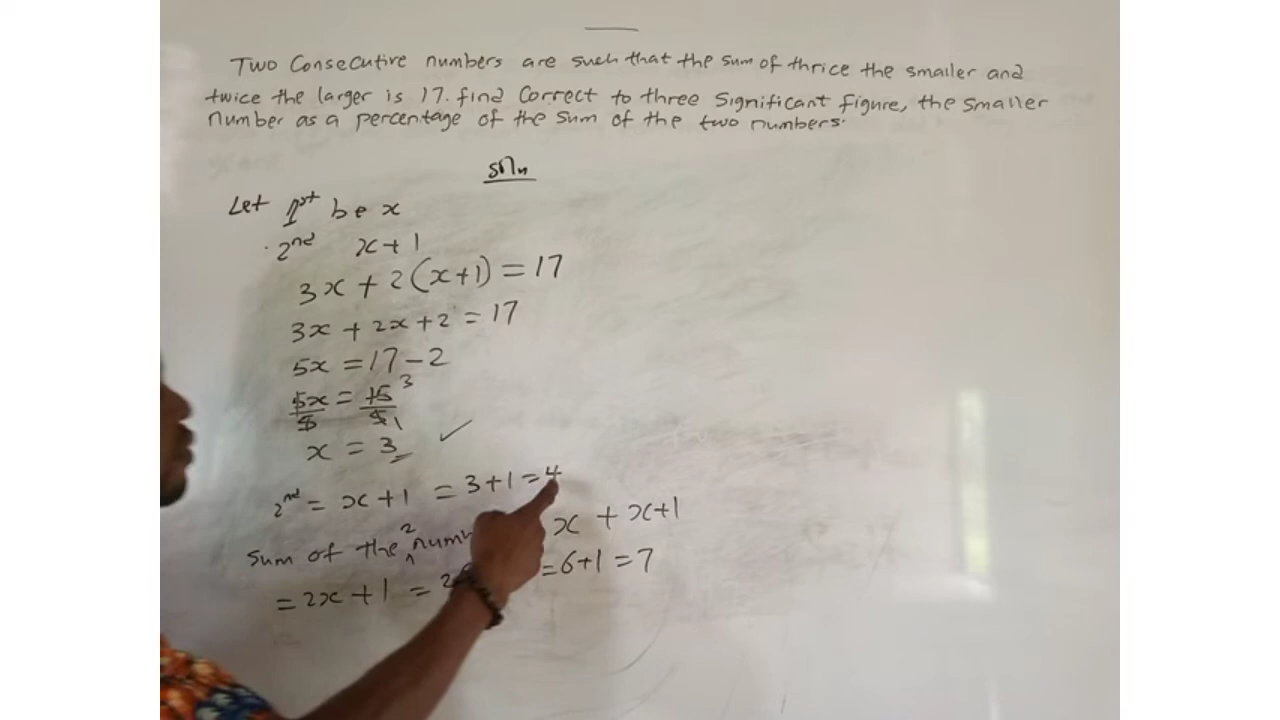 Two Consecutive numbers are such that the sum of thrice the smaller and
twice the larger is 17. find Correct to three significant figure, the smaller
number as a percentage of the sum of the two numbers.
Soln
Let 1st be x
2nd x+1
3x + 2(x+1) = 17
3x + 2x + 2 = 17
5x = 17 - 2
5x/5 = 15/5 3 1
x = 3 ✓
2nd = x+1 = 3+1 = 4
Sum of the 2 x + x+1
= 2x + 1 = = 6+1 = 7